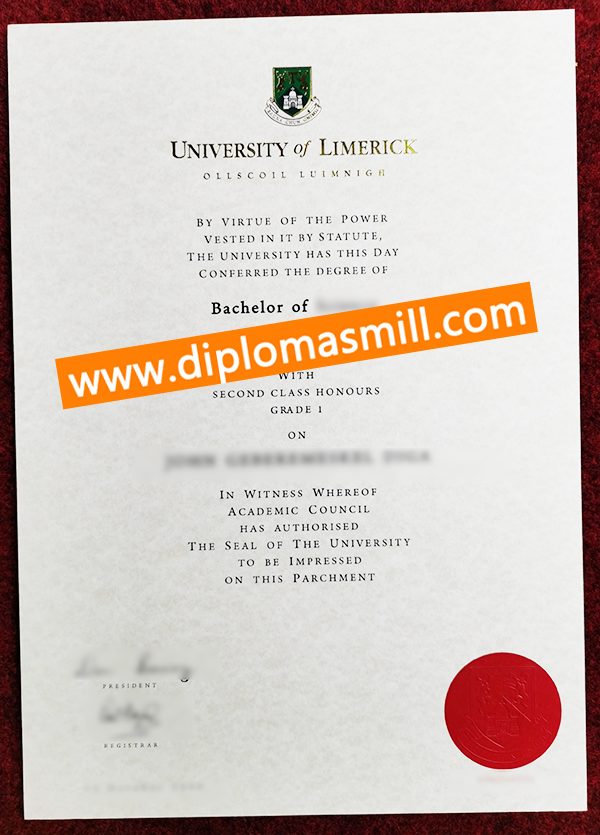 UNIVERSITY of LIMERICK
OLLSCOIL LUIMNIGH
BY VIRTUE OF THE POWER
VESTED IN IT BY STATUTE,
THE UNIVERSITY HAS THIS DAY
CONFERRED THE DEGREE OF
Bachelor of
www.diplomasmill.com
WITH
SECOND CLASS HONOURS
GRADE 1
ON
IN WITNESS WHEREOF
ACADEMIC COUNCIL
HAS AUTHORISED
THE SEAL OF THE UNIVERSITY
TO BE IMPRESSED
ON THIS PARCHMENT
PRESIDENT
REGISTRAR